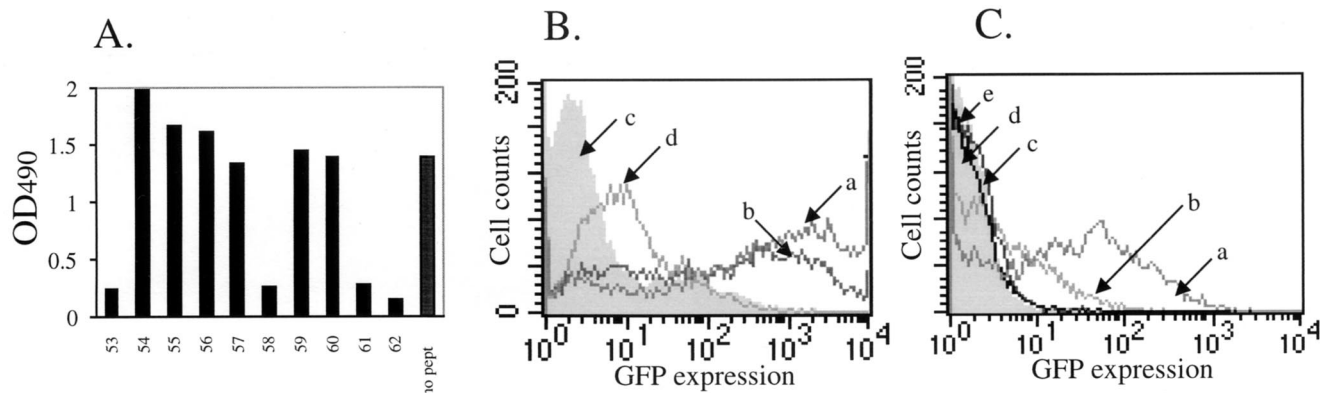 A.
OD490
2
1.5
1
0.5
0
53
54
55
56
57
58
59
60
61
62
no pept
B.
Cell counts
200
0
c
d
a
b
10^0
10^1
10^2
10^3
10^4
GFP expression
C.
Cell counts
200
0
e
d
c
b
a
10^0
10^1
10^2
10^3
10^4
GFP expression